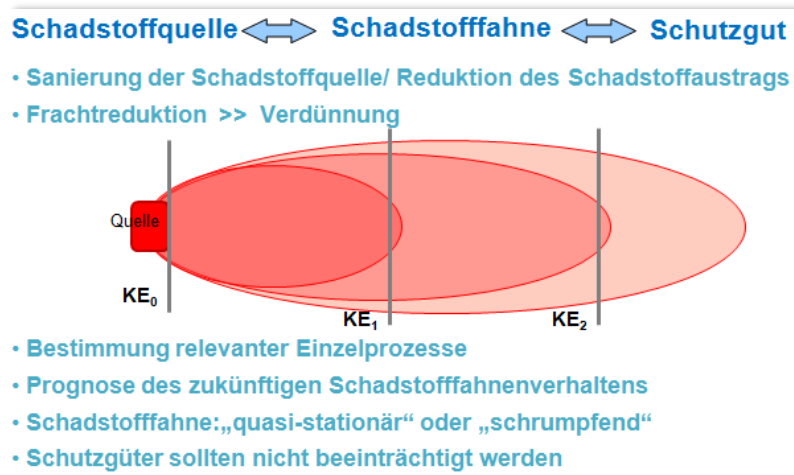 Schadstoffquelle Schadstofffahne Schutzgut
• Sanierung der Schadstoffquelle/ Reduktion des Schadstoffaustrags
• Frachtreduktion >> Verdünnung
Quelle
KE₀
KE₁
KE₂
• Bestimmung relevanter Einzelprozesse
• Prognose des zukünftigen Schadstofffahnenverhaltens
• Schadstofffahne:„quasi-stationär“ oder „schrumpfend“
• Schutzgüter sollten nicht beeinträchtigt werden